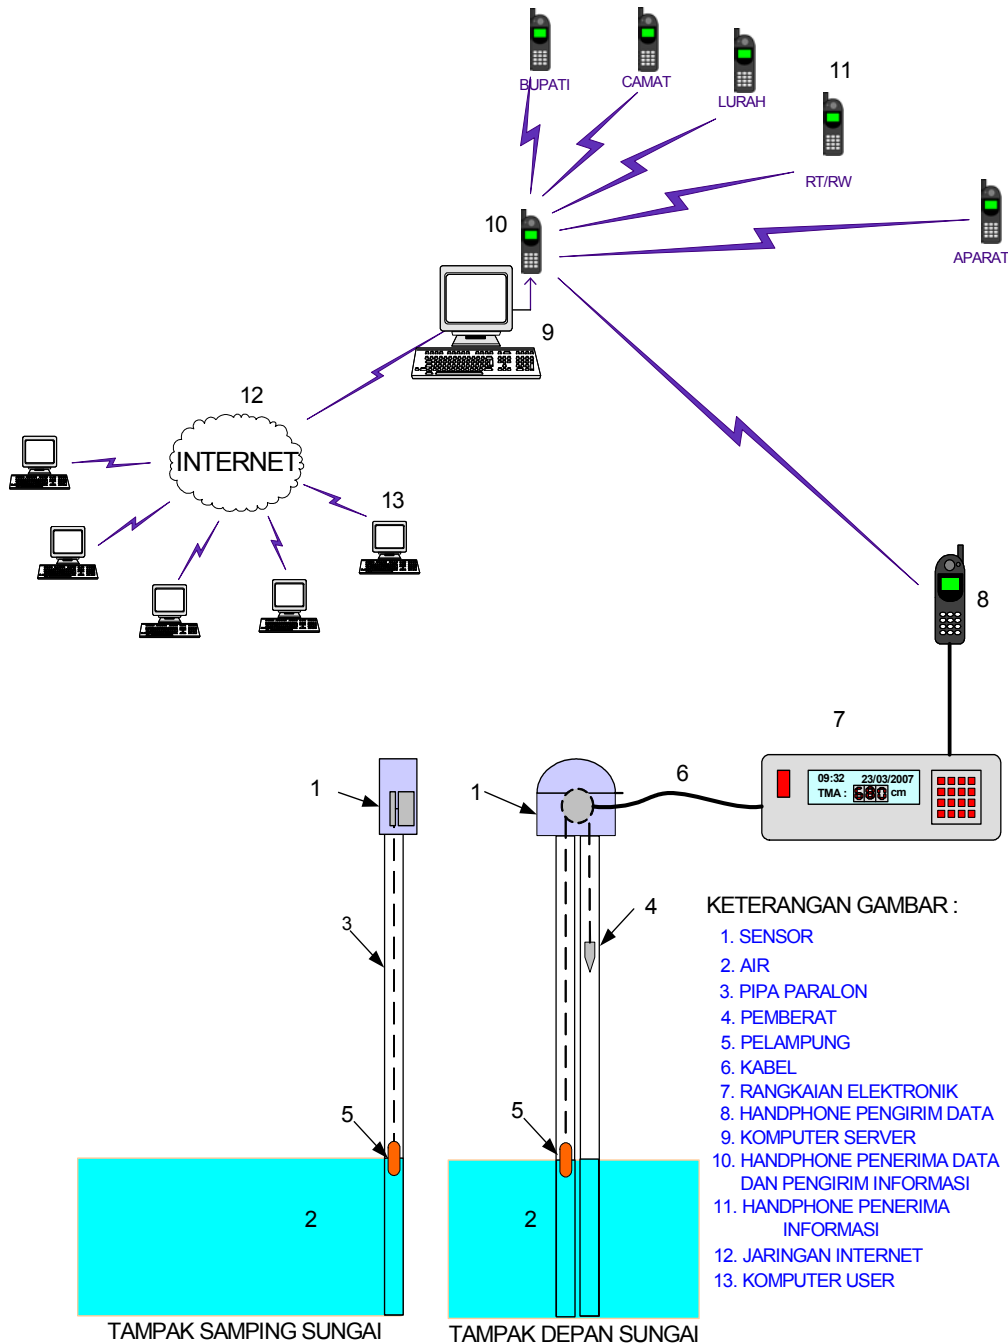 BUPATI
CAMAT
LURAH
11
RT/RW
10
APARAT
9
12
INTERNET
13
8
7
09:32 23/03/2007
TMA : 680 cm
6
1
1
3
4
5
5
2
2
TAMPAK SAMPING SUNGAI
TAMPAK DEPAN SUNGAI
KETERANGAN GAMBAR :
1. SENSOR
2. AIR
3. PIPA PARALON
4. PEMBERAT
5. PELAMPUNG
6. KABEL
7. RANGKAIAN ELEKTRONIK
8. HANDPHONE PENGIRIM DATA
9. KOMPUTER SERVER
10. HANDPHONE PENERIMA DATA
DAN PENGIRIM INFORMASI
11. HANDPHONE PENERIMA
INFORMASI
12. JARINGAN INTERNET
13. KOMPUTER USER